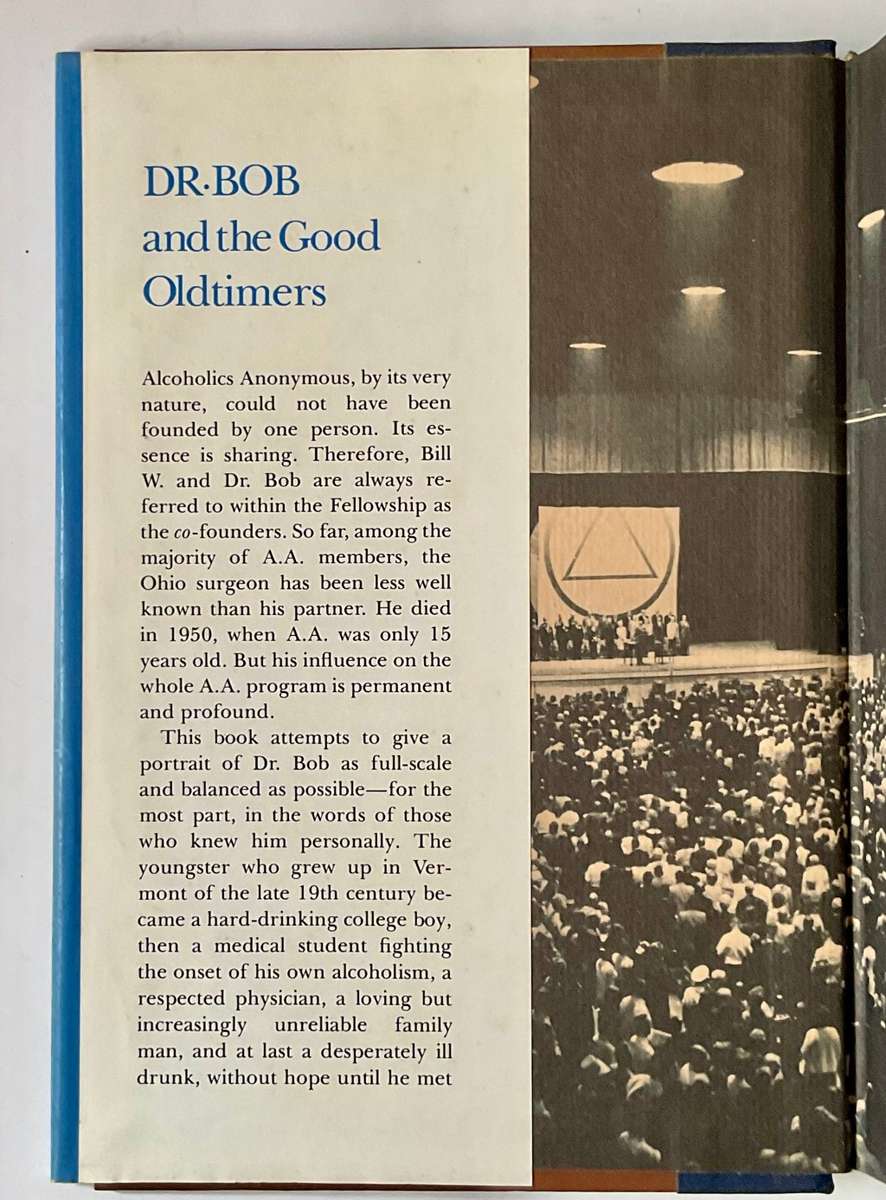 DR·BOB
and the Good
Oldtimers
Alcoholics Anonymous, by its very
nature, could not have been
founded by one person. Its es-
sence is sharing. Therefore, Bill
W. and Dr. Bob are always re-
ferred to within the Fellowship as
the co-founders. So far, among the
majority of A.A. members, the
Ohio surgeon has been less well
known than his partner. He died
in 1950, when A.A. was only 15
years old. But his influence on the
whole A.A. program is permanent
and profound.
This book attempts to give a
portrait of Dr. Bob as full-scale
and balanced as possible—for the
most part, in the words of those
who knew him personally. The
youngster who grew up in Ver-
mont of the late 19th century be-
came a hard-drinking college boy,
then a medical student fighting
the onset of his own alcoholism, a
respected physician, a loving but
increasingly unreliable family
man, and at last a desperately ill
drunk, without hope until he met